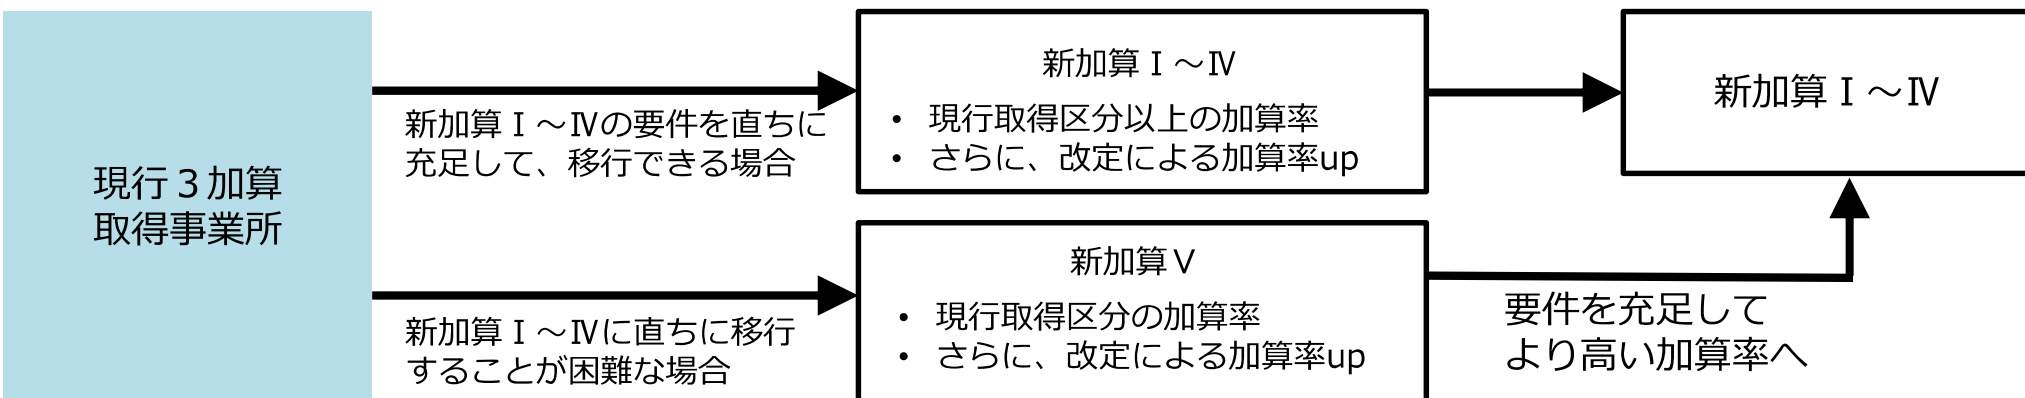 現行３加算
取得事業所
新加算Ⅰ～Ⅳの要件を直ちに
充足して、移行できる場合
新加算Ⅰ～Ⅳに直ちに移行
することが困難な場合
新加算Ⅰ～Ⅳ
• 現行取得区分以上の加算率
• さらに、改定による加算率up
新加算Ⅴ
• 現行取得区分の加算率
• さらに、改定による加算率up
新加算Ⅰ～Ⅳ
要件を充足して
より高い加算率へ